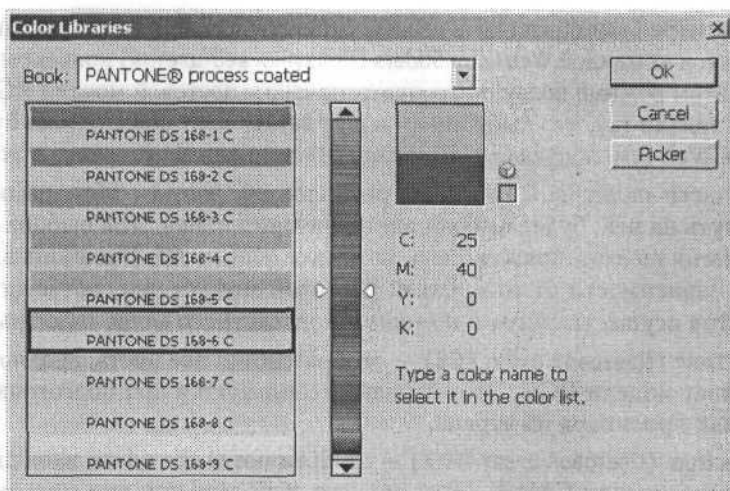 Color Libraries
Book: PANTONE® process coated
OK
Cancel
Picker
PANTONE DS 168-1 C
PANTONE DS 168-2 C
PANTONE DS 168-3 C
PANTONE DS 168-4 C
PANTONE DS 168-5 C
PANTONE DS 168-6 C
PANTONE DS 168-7 C
PANTONE DS 168-8 C
PANTONE DS 168-9 C
C: 25
M: 40
Y: 0
K: 0
Type a color name to
select it in the color list.